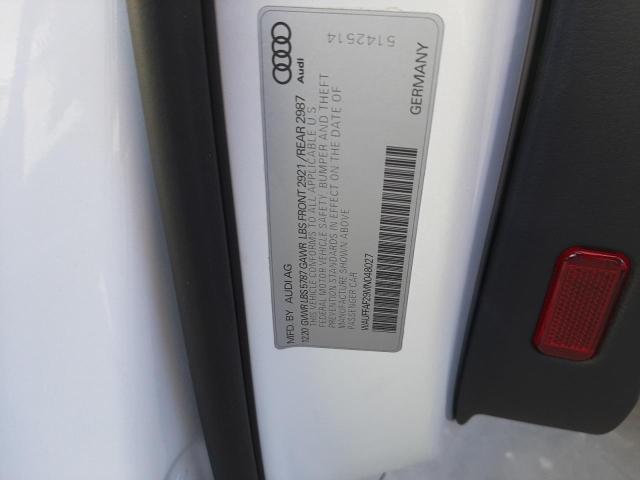 MFD. BY AUDI AG
12.20 GVWR LBS 5787 GAWR LBS FRONT 2921 / REAR 2987
THIS VEHICLE CONFORMS TO ALL APPLICABLE U.S.
FEDERAL MOTOR VEHICLE SAFETY, BUMPER AND THEFT
PREVENTION STANDARDS IN EFFECT ON THE DATE OF
MANUFACTURE SHOWN ABOVE
PASSENGER CAR
WAUFFAF29MN048027
Audi
GERMANY
5142514